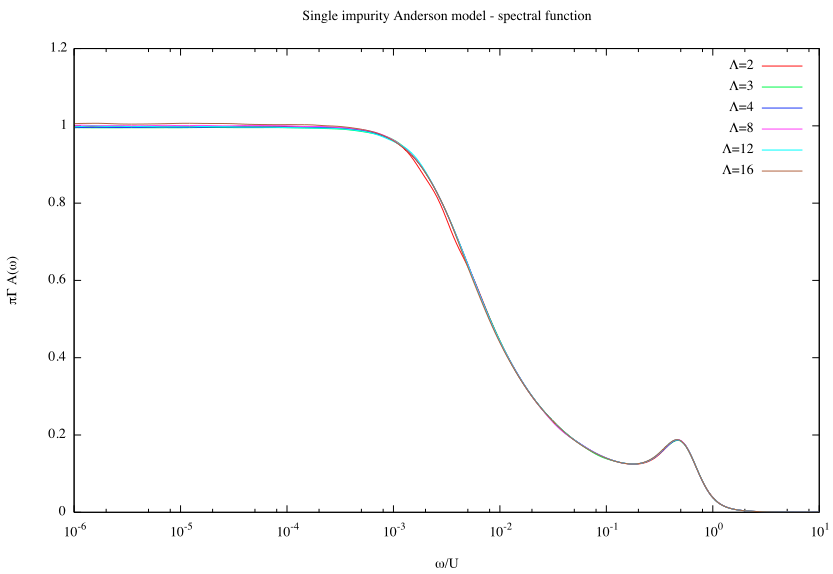 Single impurity Anderson model - spectral function
1.2
1
0.8
0.6
0.4
0.2
0
πΓ A(ω)
Λ=2
Λ=3
Λ=4
Λ=8
Λ=12
Λ=16
10^-6 10^-5 10^-4 10^-3 10^-2 10^-1 10^0 10^1
ω/U